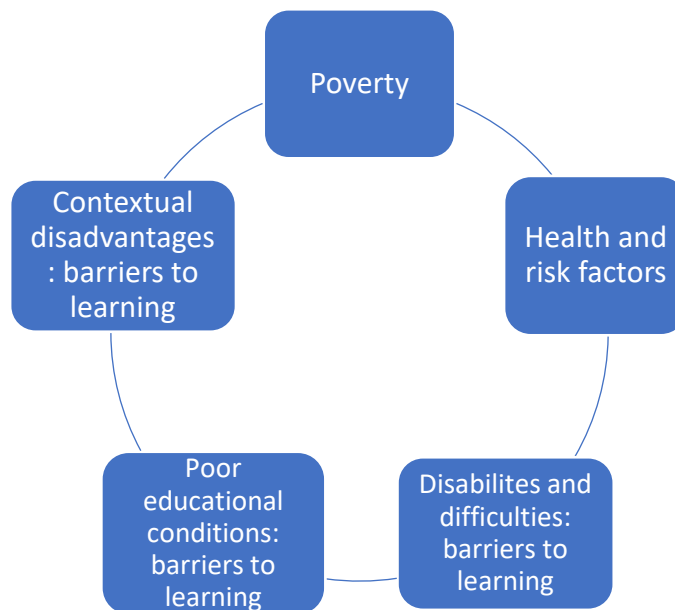 Poverty
Health and
risk factors
Disabilites and
difficulties:
barriers to
learning
Poor
educational
conditions:
barriers to
learning
Contextual
disadvantages
: barriers to
learning